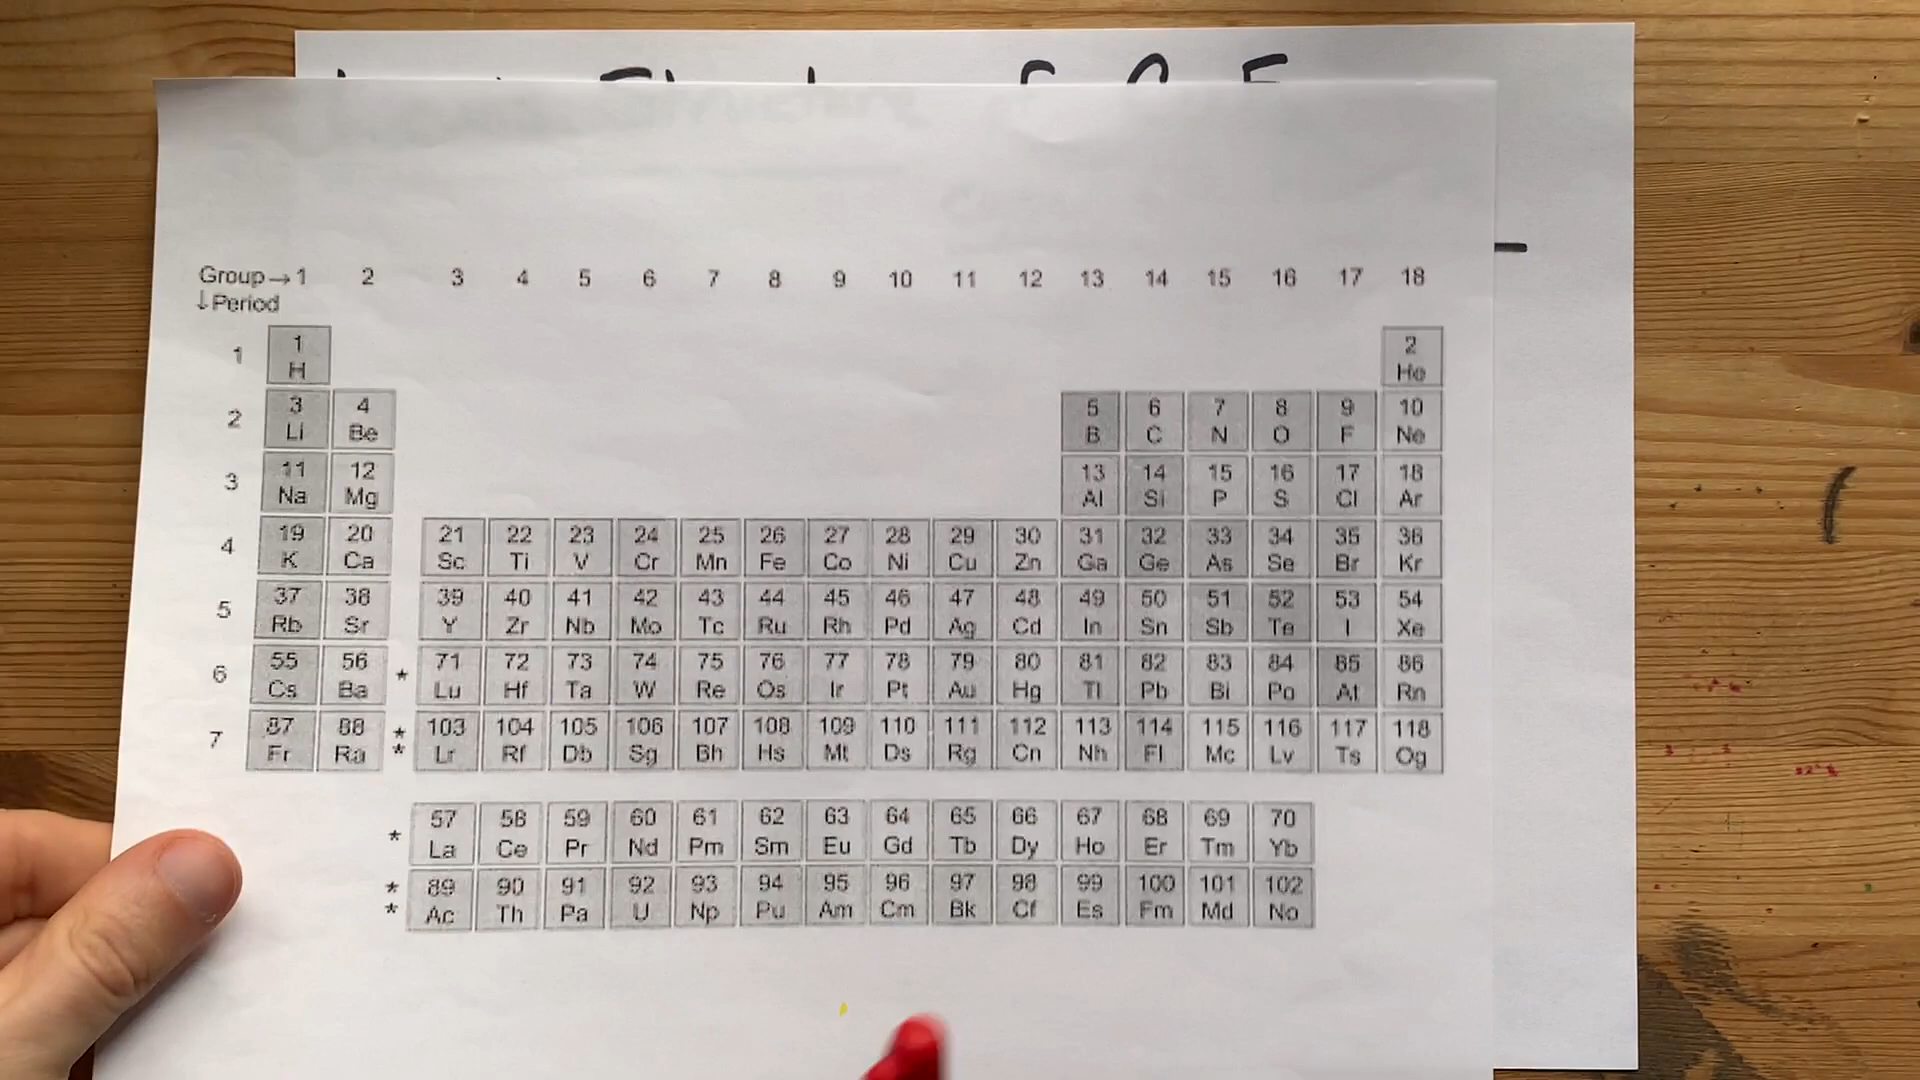 Group → 1 2 3 4 5 6 7 8 9 10 11 12 13 14 15 16 17 18
↓ Period
1 1 2
H He
2 3 4 5 6 7 8 9 10
Li Be B C N O F Ne
3 11 12 13 14 15 16 17 18
Na Mg Al Si P S Cl Ar
4 19 20 21 22 23 24 25 26 27 28 29 30 31 32 33 34 35 36
K Ca Sc Ti V Cr Mn Fe Co Ni Cu Zn Ga Ge As Se Br Kr
5 37 38 39 40 41 42 43 44 45 46 47 48 49 50 51 52 53 54
Rb Sr Y Zr Nb Mo Tc Ru Rh Pd Ag Cd In Sn Sb Te I Xe
6 55 56 * 71 72 73 74 75 76 77 78 79 80 81 82 83 84 85 86
Cs Ba Lu Hf Ta W Re Os Ir Pt Au Hg Tl Pb Bi Po At Rn
7 87 88 * 103 104 105 106 107 108 109 110 111 112 113 114 115 116 117 118
Fr Ra * Lr Rf Db Sg Bh Hs Mt Ds Rg Cn Nh Fl Mc Lv Ts Og
* 57 58 59 60 61 62 63 64 65 66 67 68 69 70
La Ce Pr Nd Pm Sm Eu Gd Tb Dy Ho Er Tm Yb
* 89 90 91 92 93 94 95 96 97 98 99 100 101 102
* Ac Th Pa U Np Pu Am Cm Bk Cf Es Fm Md No